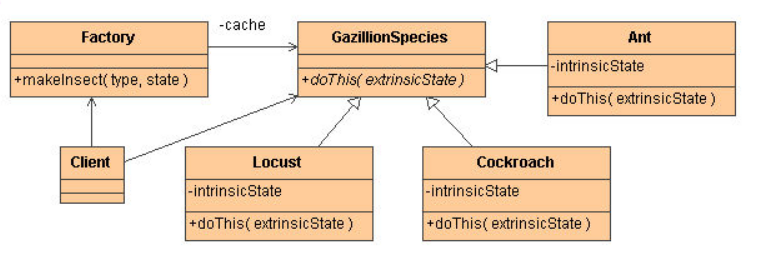 -cache
Factory
+makeInsect( type, state )
GazillionSpecies
+doThis( extrinsicState )
Ant
-intrinsicState
+doThis( extrinsicState )
Client
Locust
-intrinsicState
+doThis( extrinsicState )
Cockroach
-intrinsicState
+doThis( extrinsicState )